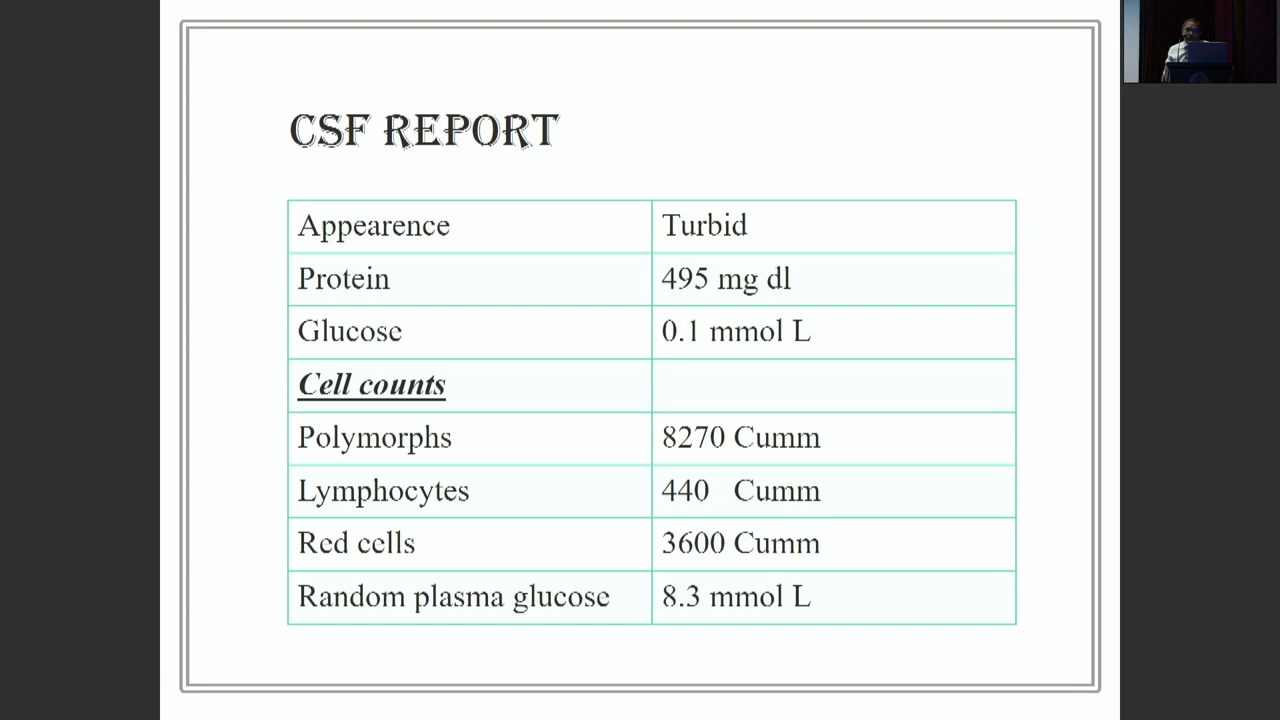 CSF REPORT
Appearence Turbid
Protein 495 mg dl
Glucose 0.1 mmol L
Cell counts
Polymorphs 8270 Cumm
Lymphocytes 440 Cumm
Red cells 3600 Cumm
Random plasma glucose 8.3 mmol L